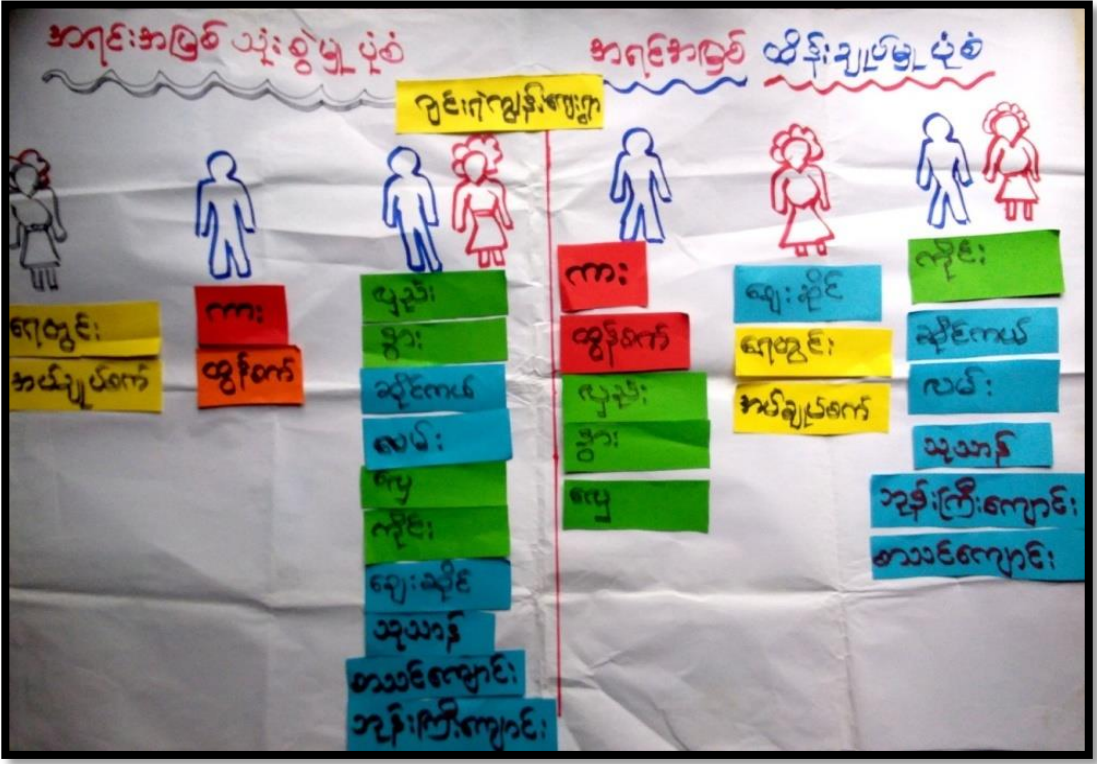 အရင်းအမြစ် သုံးစွဲမှု ပုံစံ
အရင်အမြစ် ထိန်းချုပ်မှု ပုံစံ
ရေတွင်း
အပ်ချုပ်စက်
ကား
ထွန်စက်
လှည်း
နွား
ဆိုင်ကယ်
လမ်း
လှေ
ကိုင်း
ဈေးဆိုင်
သုသာန်
စာသင်ကျောင်း
ဘုန်းကြီးကျောင်း
ကား
ထွန်စက်
လှည်း
နွား
လှေ
ဈေးဆိုင်
ရေတွင်း
အပ်ချုပ်စက်
ကိုင်း
ဆိုင်ကယ်
လမ်း
သုသာန်
ဘုန်းကြီးကျောင်း
စာသင်ကျောင်း